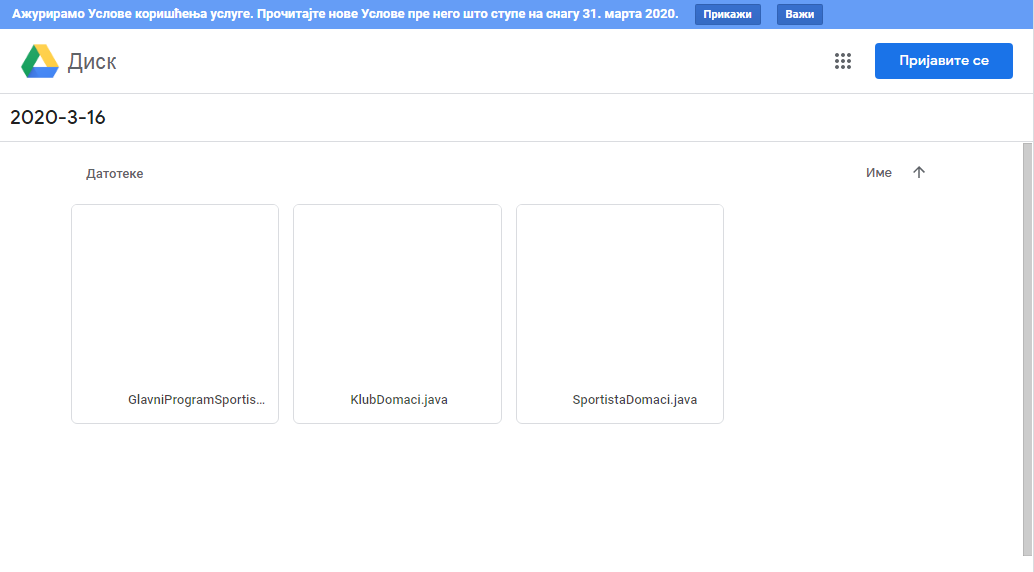 Ажурирамо Услове коришћења услуге. Прочитајте нове Услове пре него што ступе на снагу 31. марта 2020. Прикажи Важи
Диск Пријавите се
2020-3-16
Датотеке Име
GlavniProgramSportis... KlubDomaci.java SportistaDomaci.java